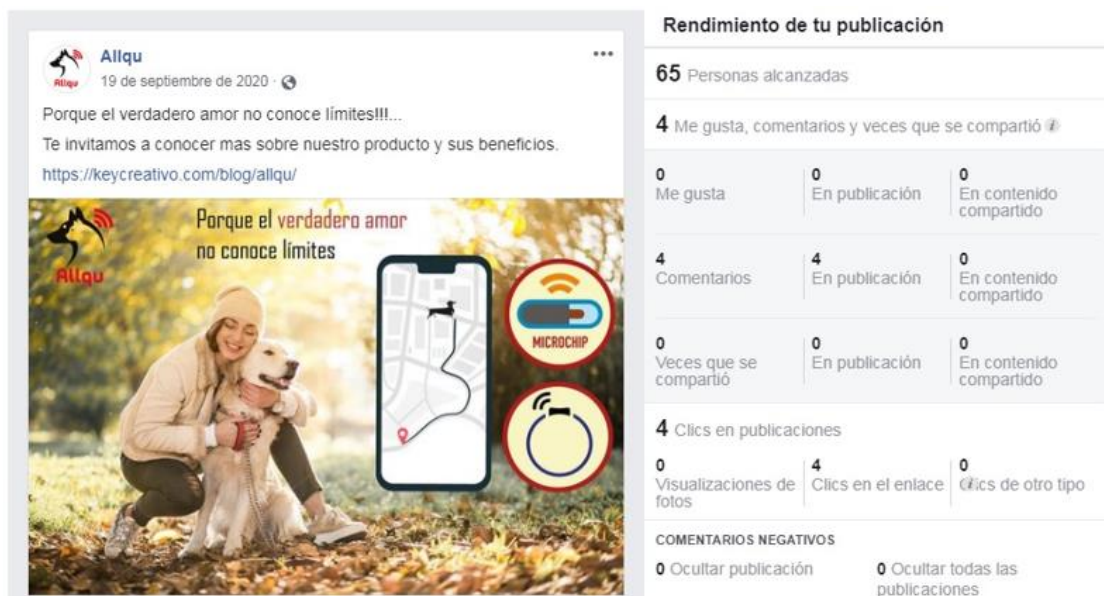 Allqu
Allqu
19 de septiembre de 2020 ·
Porque el verdadero amor no conoce límites!!!...
Te invitamos a conocer mas sobre nuestro producto y sus beneficios.
https://keycreativo.com/blog/allqu/
Allqu
Porque el verdadero amor
no conoce límites
MICROCHIP
Rendimiento de tu publicación
65 Personas alcanzadas
4 Me gusta, comentarios y veces que se compartió
0
Me gusta
0
En publicación
0
En contenido
compartido
4
Comentarios
4
En publicación
0
En contenido
compartido
0
Veces que se
compartió
0
En publicación
0
En contenido
compartido
4 Clics en publicaciones
0
Visualizaciones de
fotos
4
Clics en el enlace
0
Clics de otro tipo
COMENTARIOS NEGATIVOS
0 Ocultar publicación
0 Ocultar todas las
publicaciones